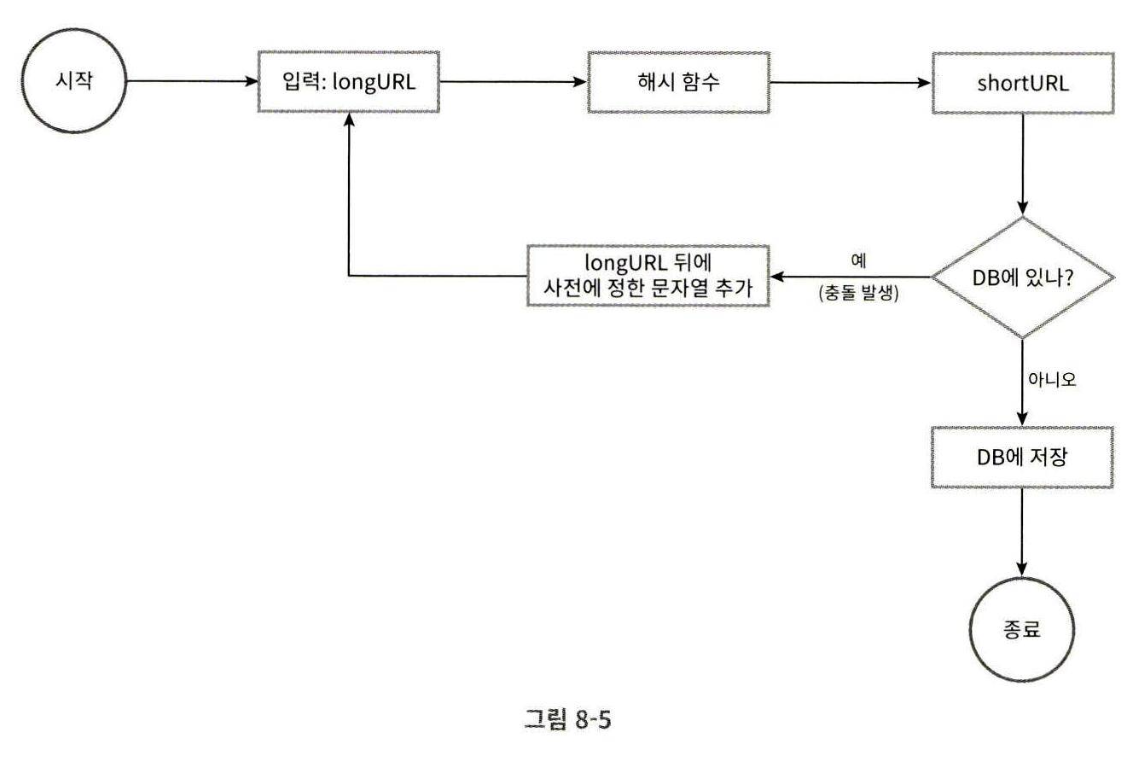 시작
입력: longURL
해시 함수
shortURL
DB에 있나?
예
(충돌 발생)
longURL 뒤에
사전에 정한 문자열 추가
아니오
DB에 저장
종료
그림 8-5